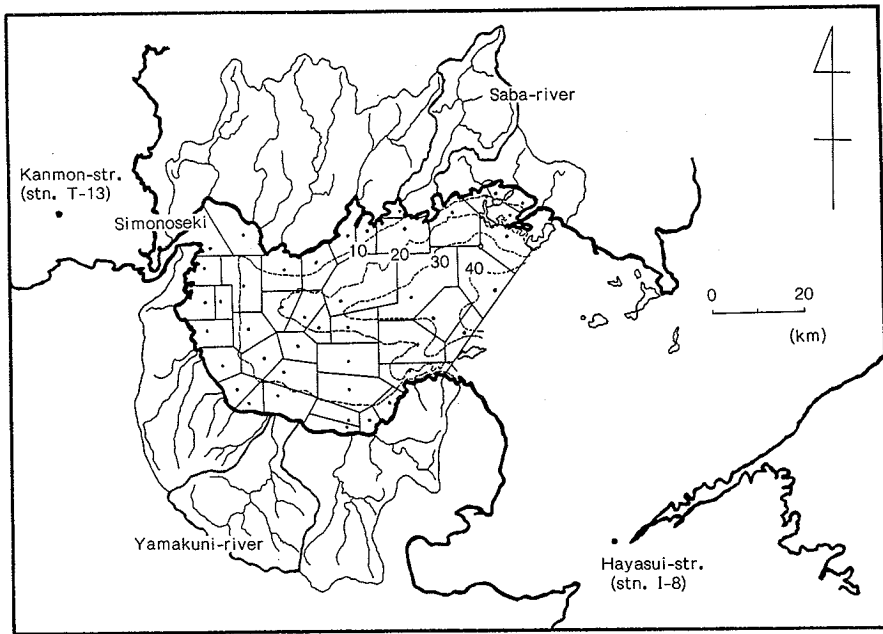 Saba-river
Kanmon-str.
(stn. T-13)
Simonoseki
10
20
30
40
0 20
(km)
Yamakuni-river
Hayasui-str.
(stn. I-8)